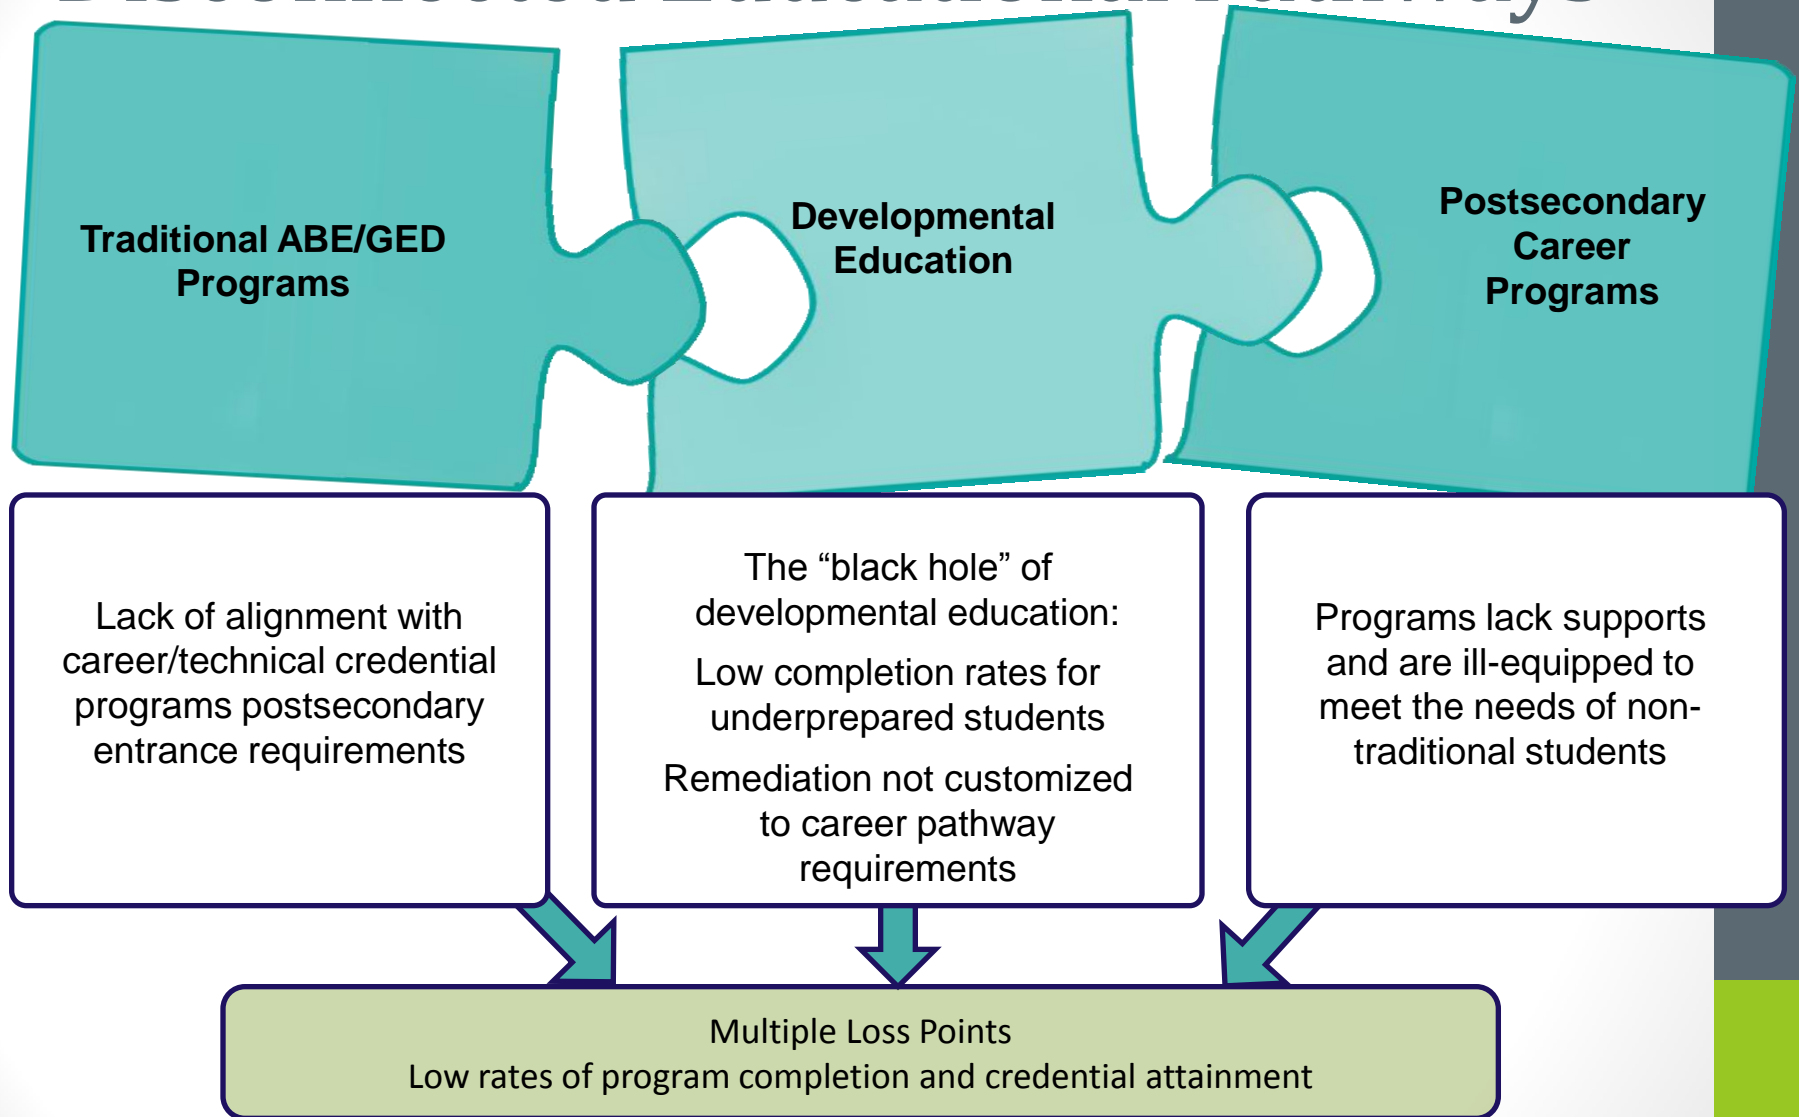 Disconnected Educational Pathways
Traditional ABE/GED
Programs
Developmental
Education
Postsecondary
Career
Programs
Lack of alignment with
career/technical credential
programs postsecondary
entrance requirements
The “black hole” of
developmental education:
Low completion rates for
underprepared students
Remediation not customized
to career pathway
requirements
Programs lack supports
and are ill-equipped to
meet the needs of non-
traditional students
Multiple Loss Points
Low rates of program completion and credential attainment